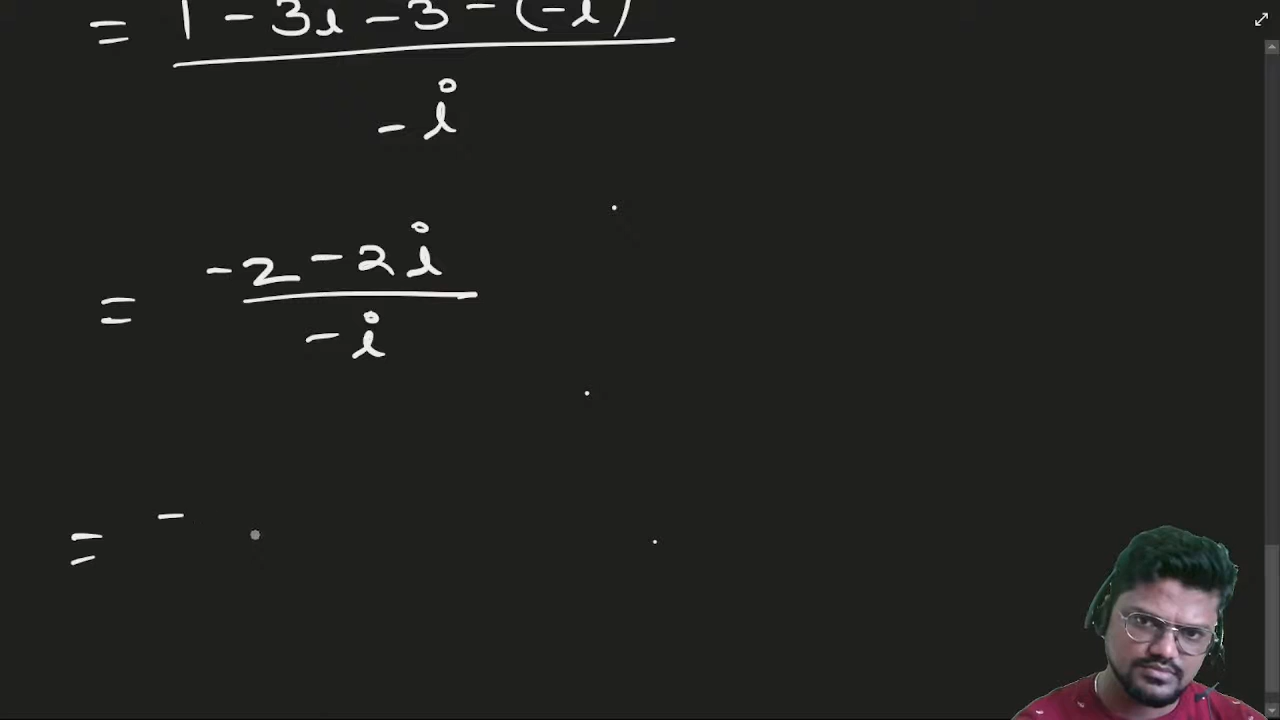 = 1 - 3i - 3 - (-i)
- i
= -2 - 2i
- i
= -